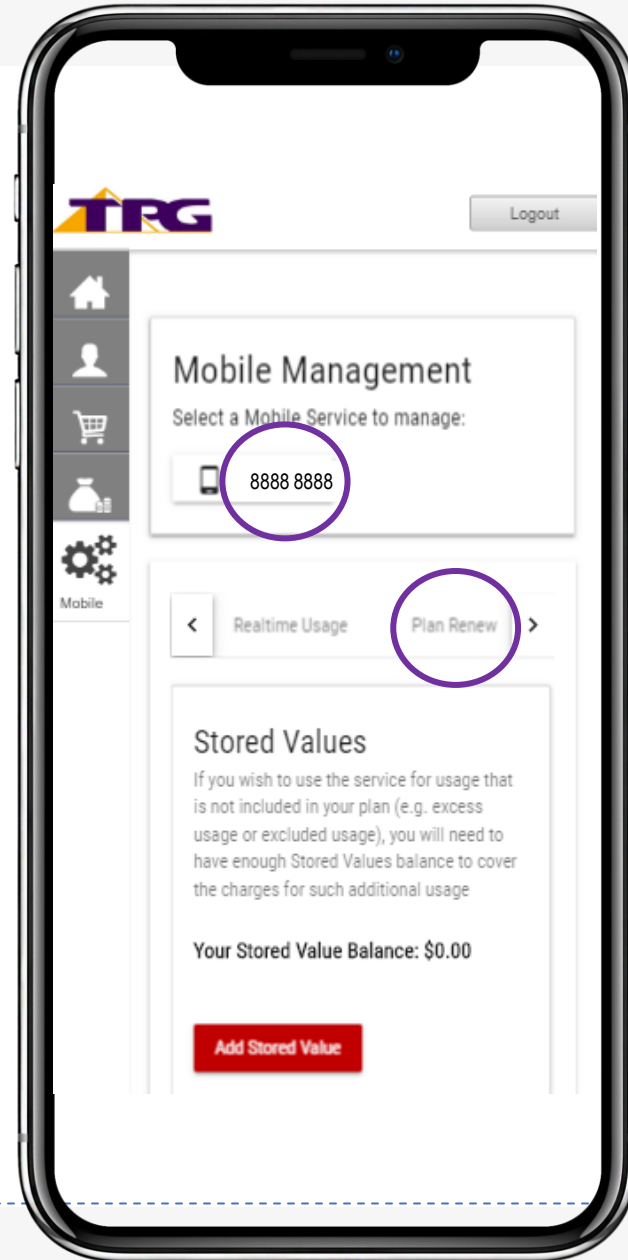 TPG
Logout
Mobile Management
Select a Mobile Service to manage:
8888 8888
Mobile
Realtime Usage
Plan Renew
Stored Values
If you wish to use the service for usage that
is not included in your plan (e.g. excess
usage or excluded usage), you will need to
have enough Stored Values balance to cover
the charges for such additional usage
Your Stored Value Balance: $0.00
Add Stored Value